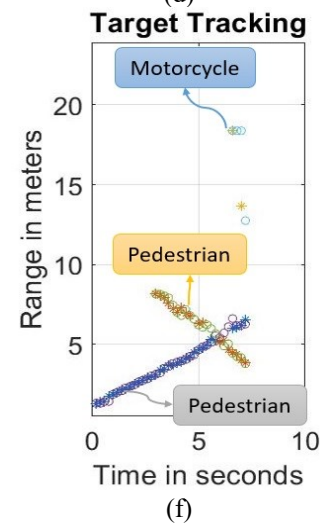 Target Tracking
Motorcycle
20
15
Pedestrian
10
5
Pedestrian
0
5
10
Range in meters
Time in seconds
(f)